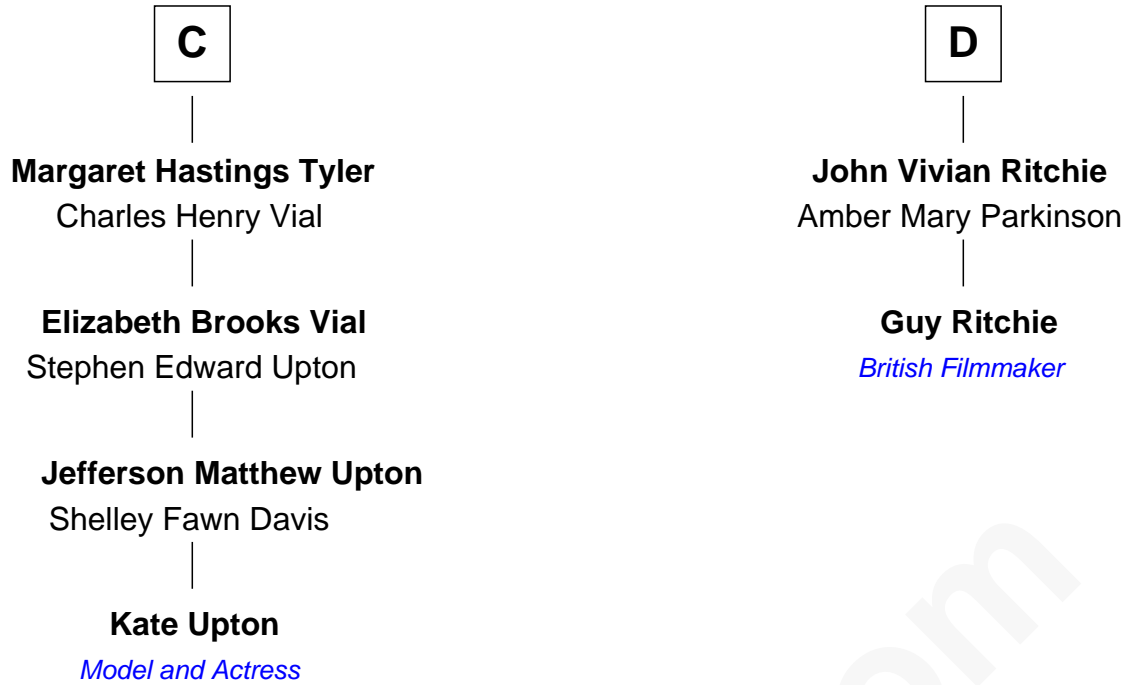 C
Margaret Hastings Tyler
Charles Henry Vial
Elizabeth Brooks Vial
Stephen Edward Upton
Jefferson Matthew Upton
Shelley Fawn Davis
Kate Upton
Model and Actress
D
John Vivian Ritchie
Amber Mary Parkinson
Guy Ritchie
British Filmmaker
om